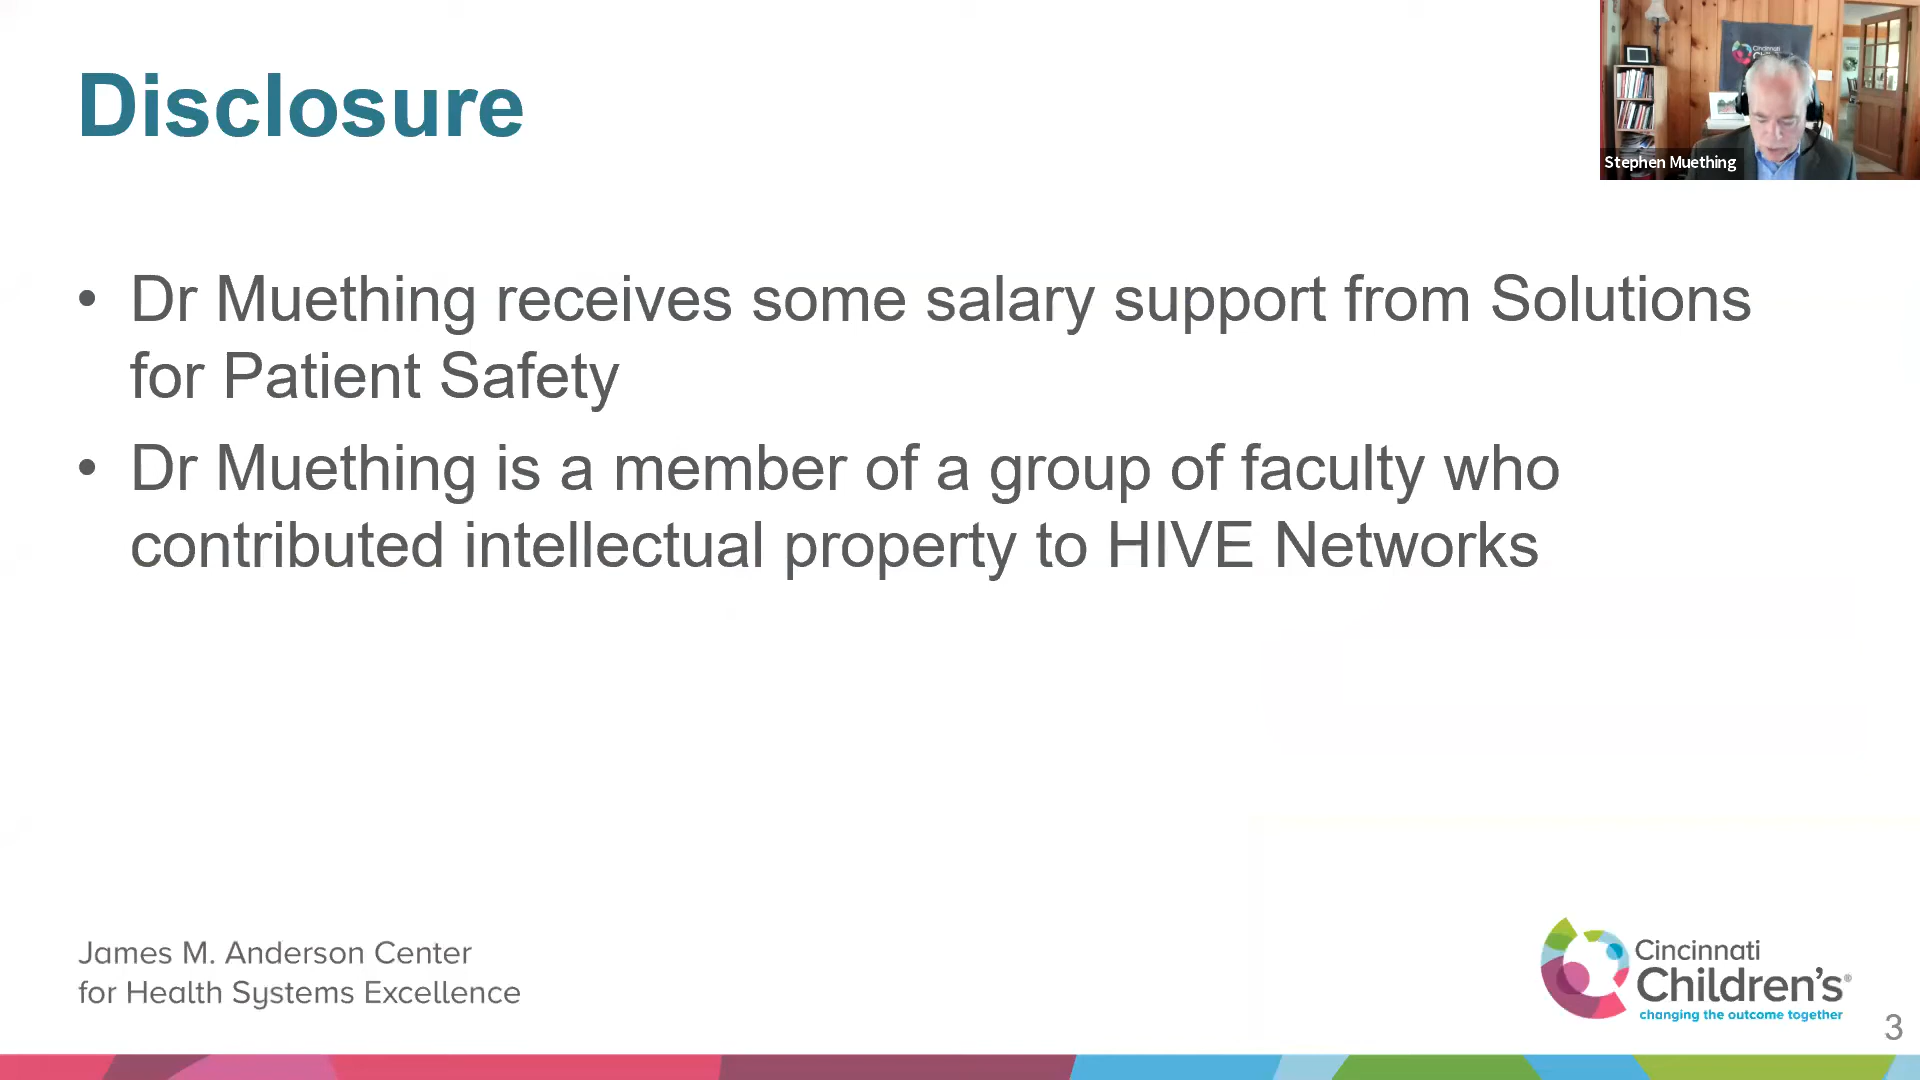 Disclosure
Cincinnati
Stephen Muething
• Dr Muething receives some salary support from Solutions
for Patient Safety
• Dr Muething is a member of a group of faculty who
contributed intellectual property to HIVE Networks
James M. Anderson Center
for Health Systems Excellence
Cincinnati
Children's®
changing the outcome together
3